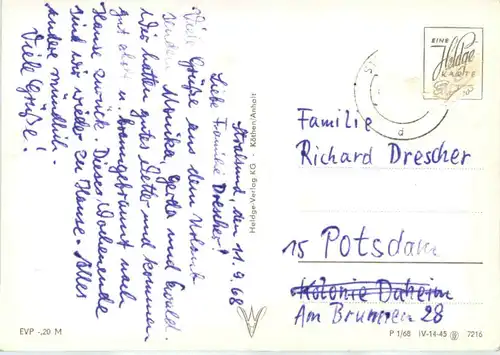 Stralsund, den 11.9.68
Liebe Familie Drescher!
Viele Grüße aus dem Urlaub
senden Monika, Gerda und Ewald.
Wir hatten gutes Wetter und kommen
gut erholt u. braungebrannt nach
Hause zurück. Dieses Wochenende
sind wir wieder zu Hause. Alles
andere mündlich.
Viele Grüße!
Holdge-Verlag KG - Köthen/Anhalt
EINE
Holdge
KARTE
Familie
Richard Drescher
15 Potsdam
Kolonie Daheim
Am Brunnen 28
EVP -,20 M
P 1/68 IV-14-45 7216